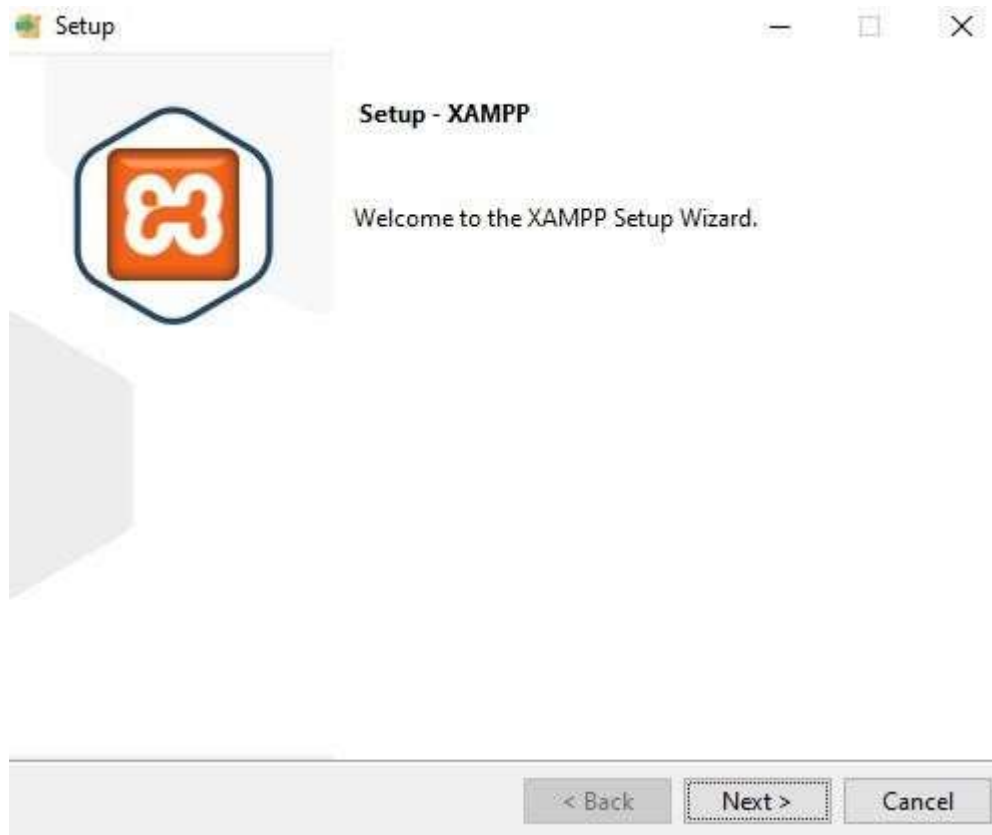 Setup
Setup - XAMPP
Welcome to the XAMPP Setup Wizard.
< Back Next > Cancel